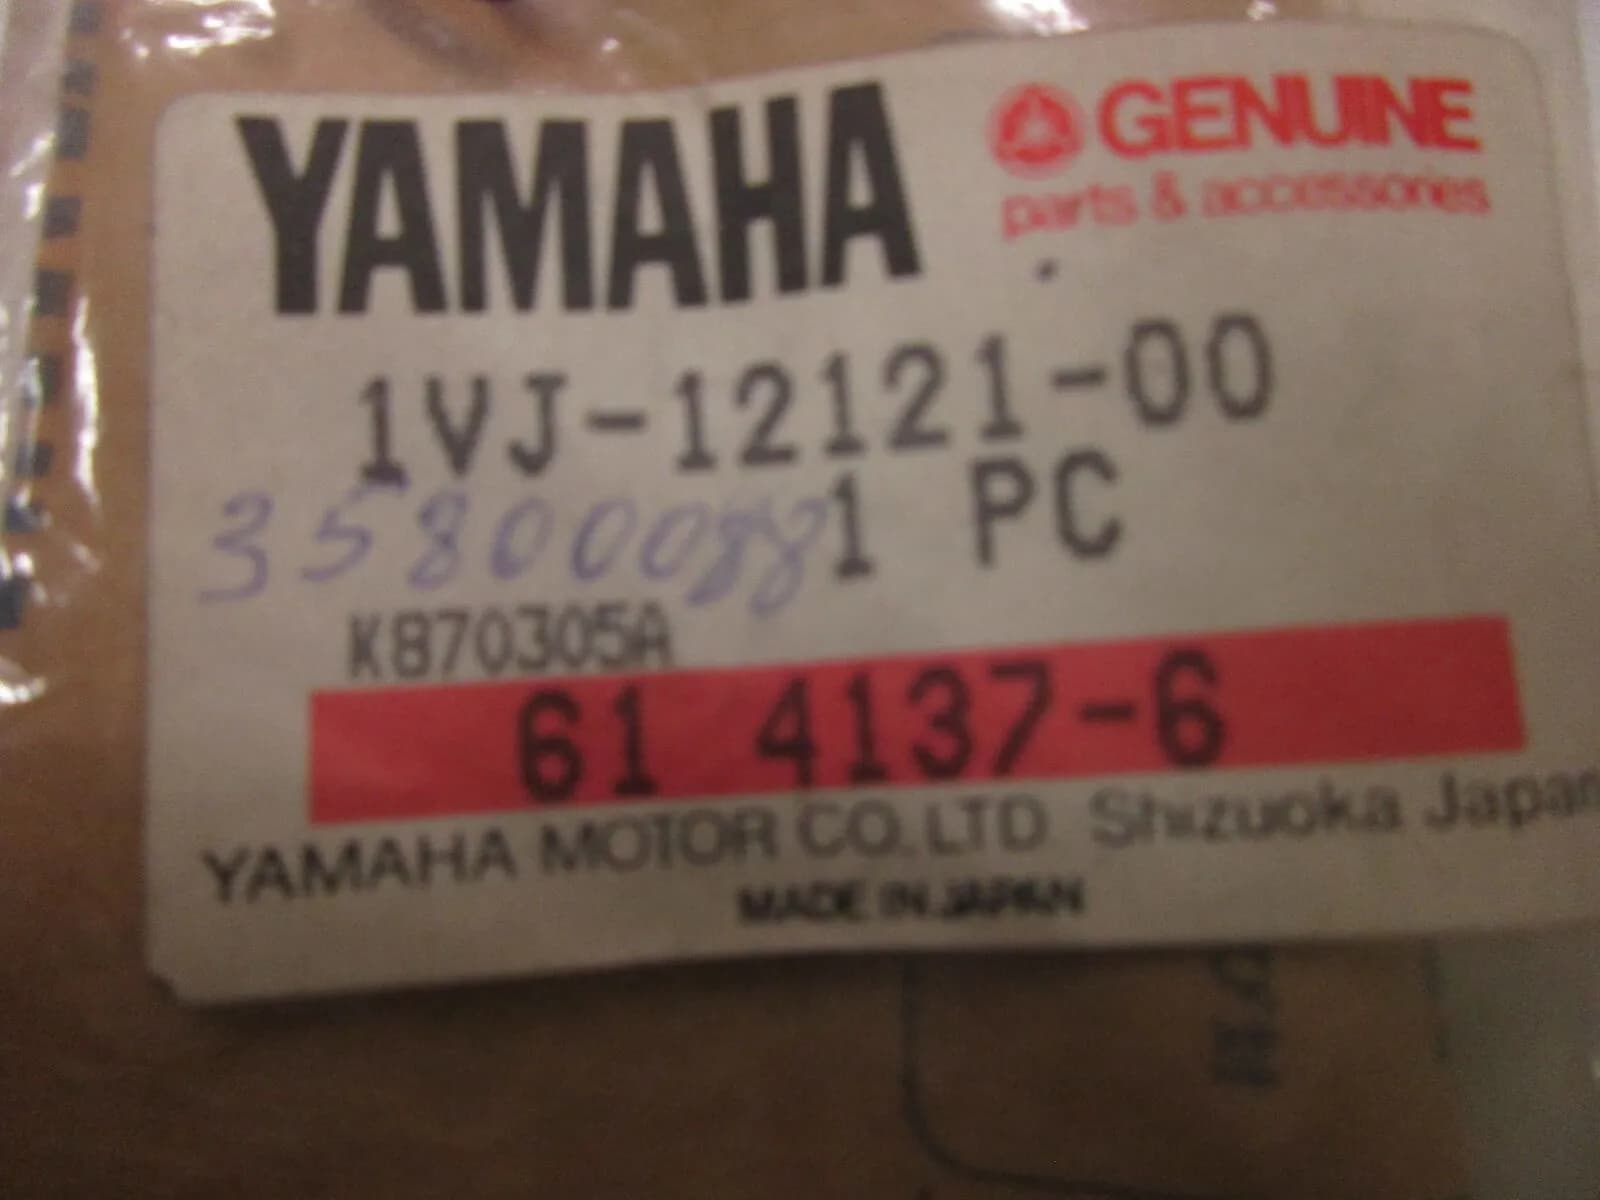 YAMAHA
GENUINE
parts & accessories
1VJ-12121-00
35800088
1 PC
K870305A
61 4137-6
YAMAHA MOTOR CO., LTD. Shizuoka Japan
MADE IN JAPAN